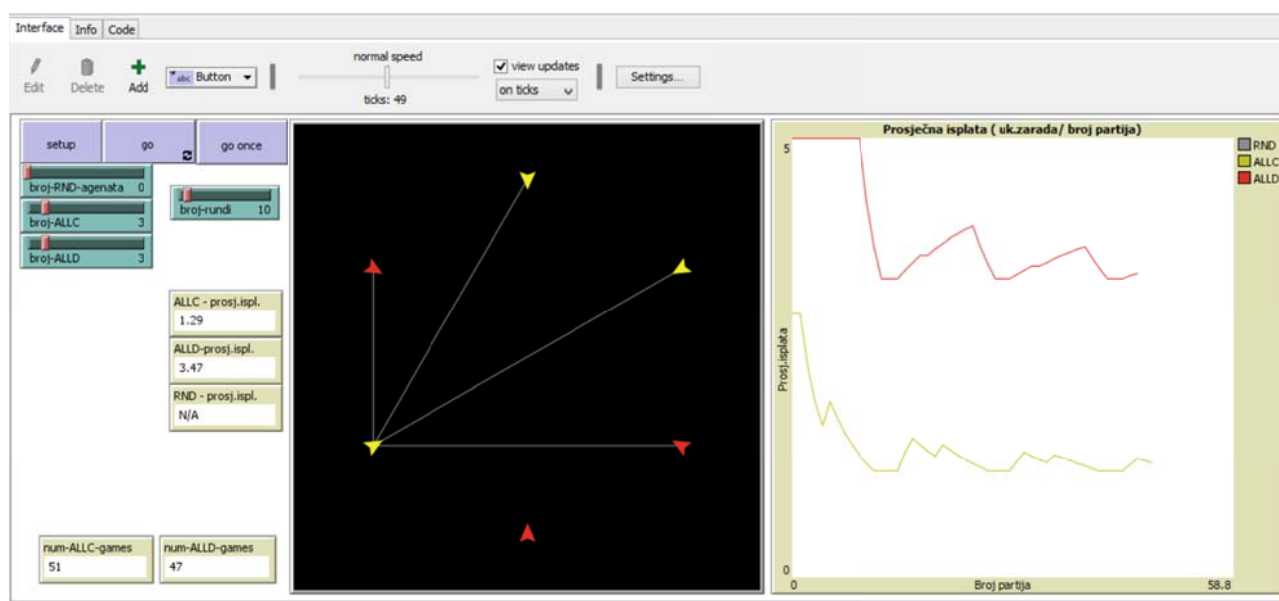 Interface Info Code
Edit Delete Add
abc Button
normal speed
ticks: 49
view updates
on ticks
Settings...
setup go go once
broj-RND-agenata 0
broj-ALLC 3
broj-ALLD 3
broj-rundi 10
ALLC - prosj.ispl.
1.29
ALLD-prosj.ispl.
3.47
RND - prosj.ispl.
N/A
num-ALLC-games
51
num-ALLD-games
47
Prosječna isplata ( uk.zarada/ broj partija)
5
Prosj.isplata
0
0 Broj partija 58.8
RND
ALLC
ALLD